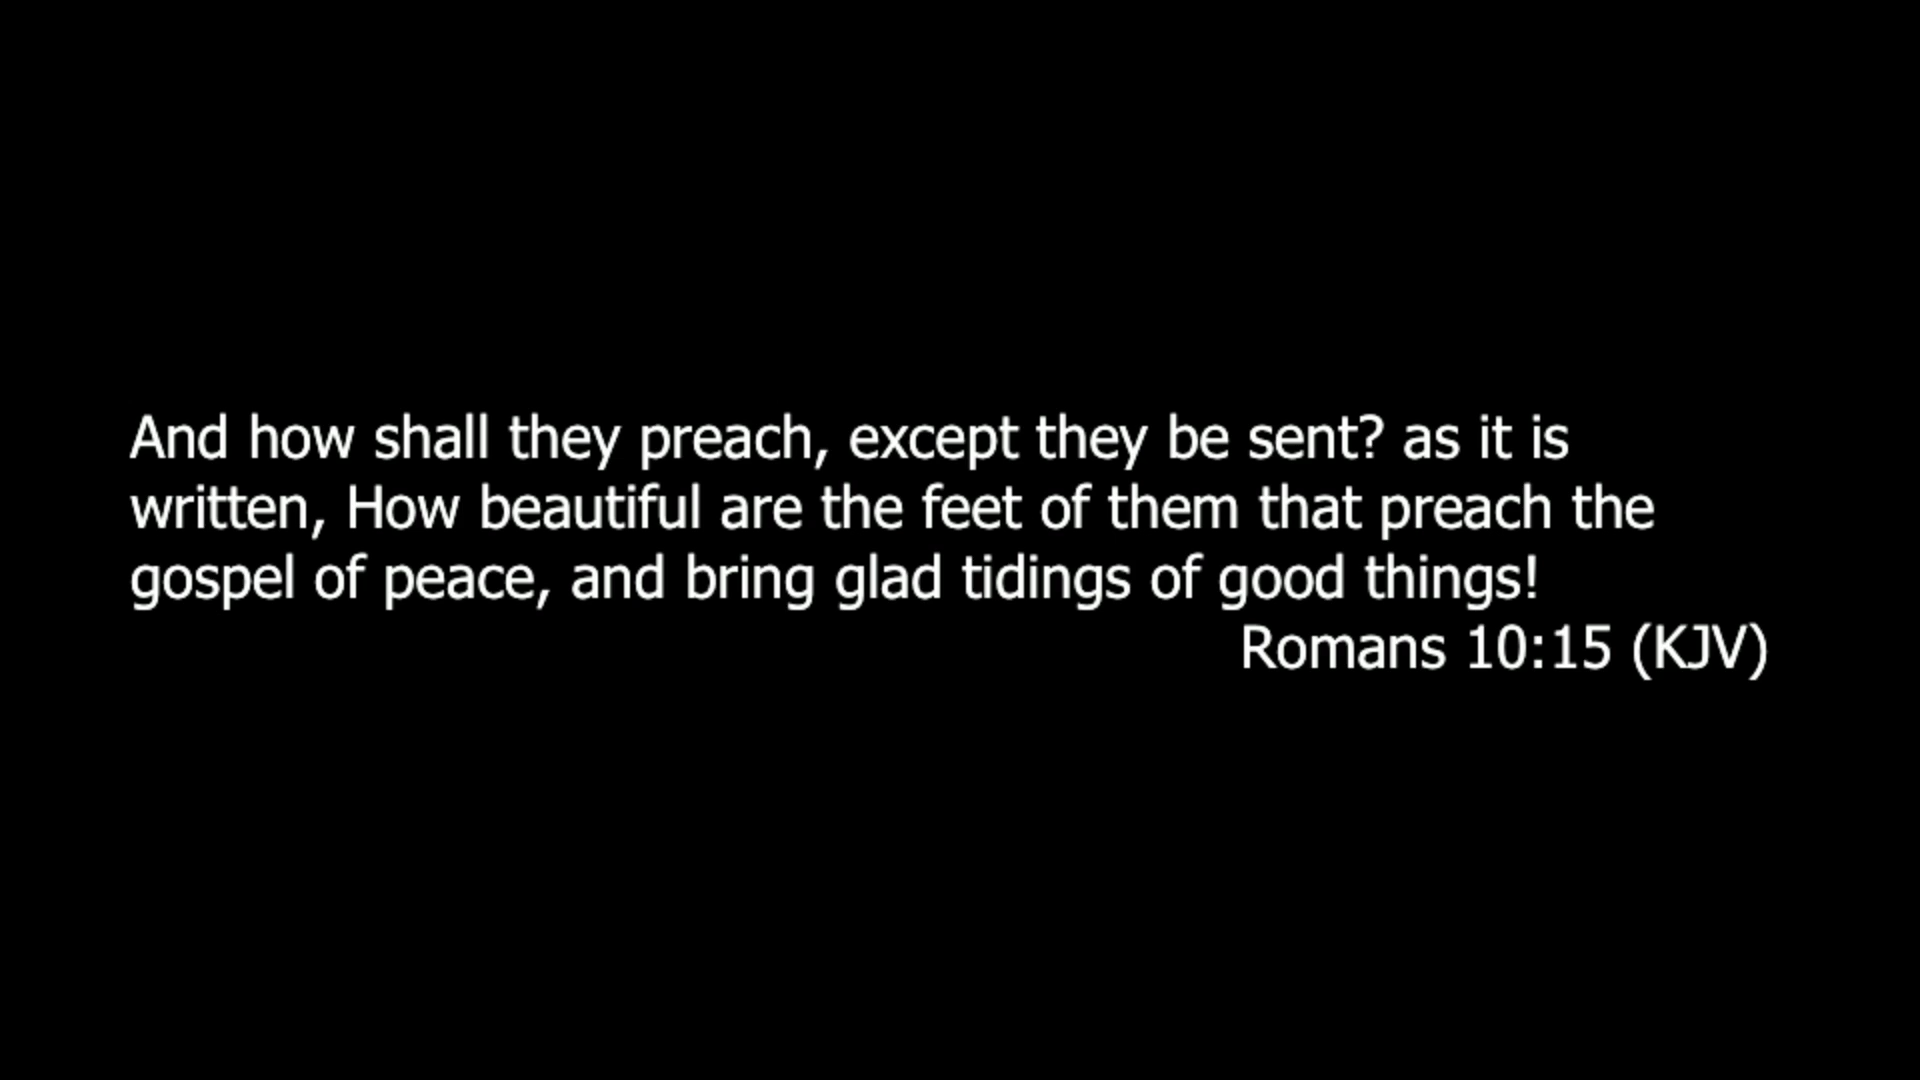 And how shall they preach, except they be sent? as it is
written, How beautiful are the feet of them that preach the
gospel of peace, and bring glad tidings of good things!
Romans 10:15 (KJV)